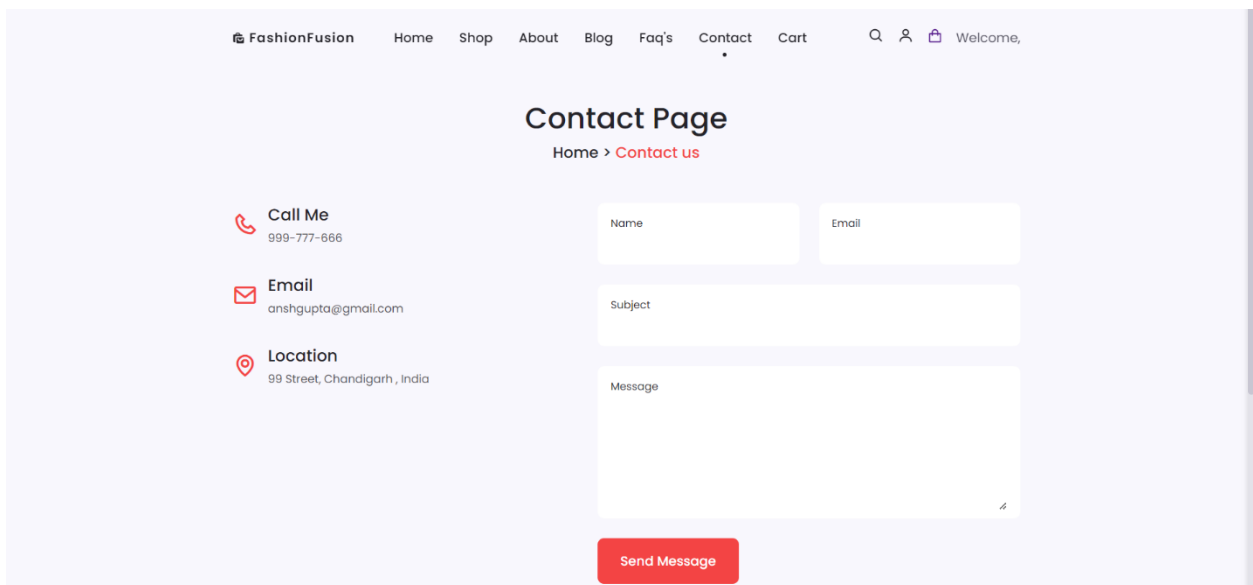 FashionFusion Home Shop About Blog Faq's Contact Cart Welcome,
Contact Page
Home > Contact us
Call Me
999-777-666
Email
anshgupta@gmail.com
Location
99 Street, Chandigarh , India
Name Email
Subject
Message
Send Message